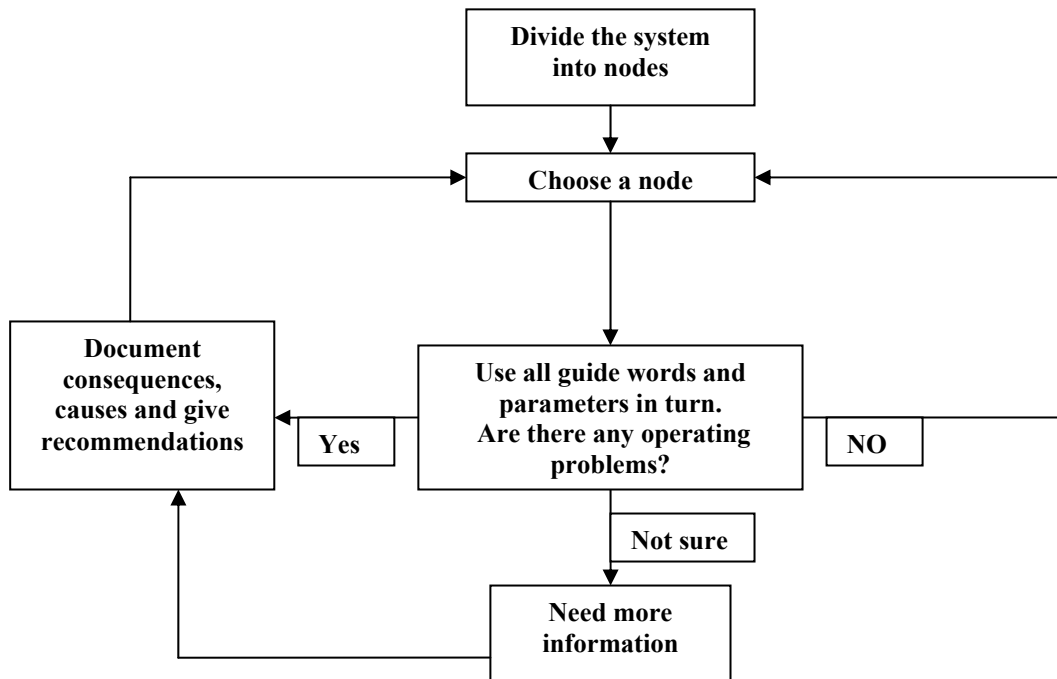 Divide the system
into nodes
Choose a node
Document
consequences,
causes and give
recommendations
Use all guide words and
parameters in turn.
Are there any operating
problems?
Yes
NO
Not sure
Need more
information